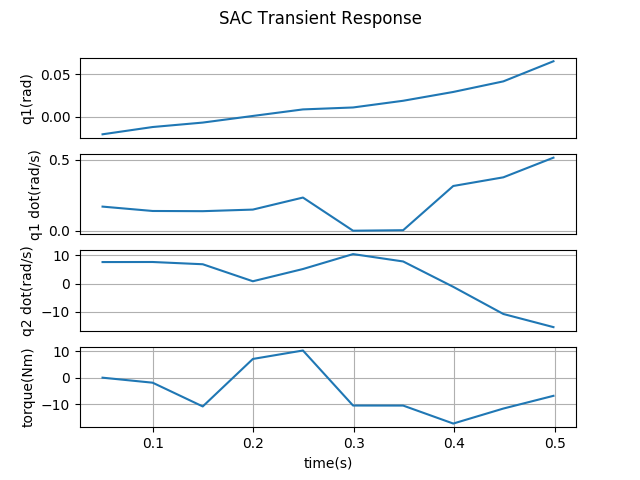 SAC Transient Response
q1(rad)
0.05
0.00
q1 dot(rad/s)
0.5
0.0
q2 dot(rad/s)
10
0
−10
torque(Nm)
10
0
−10
0.1 0.2 0.3 0.4 0.5
time(s)